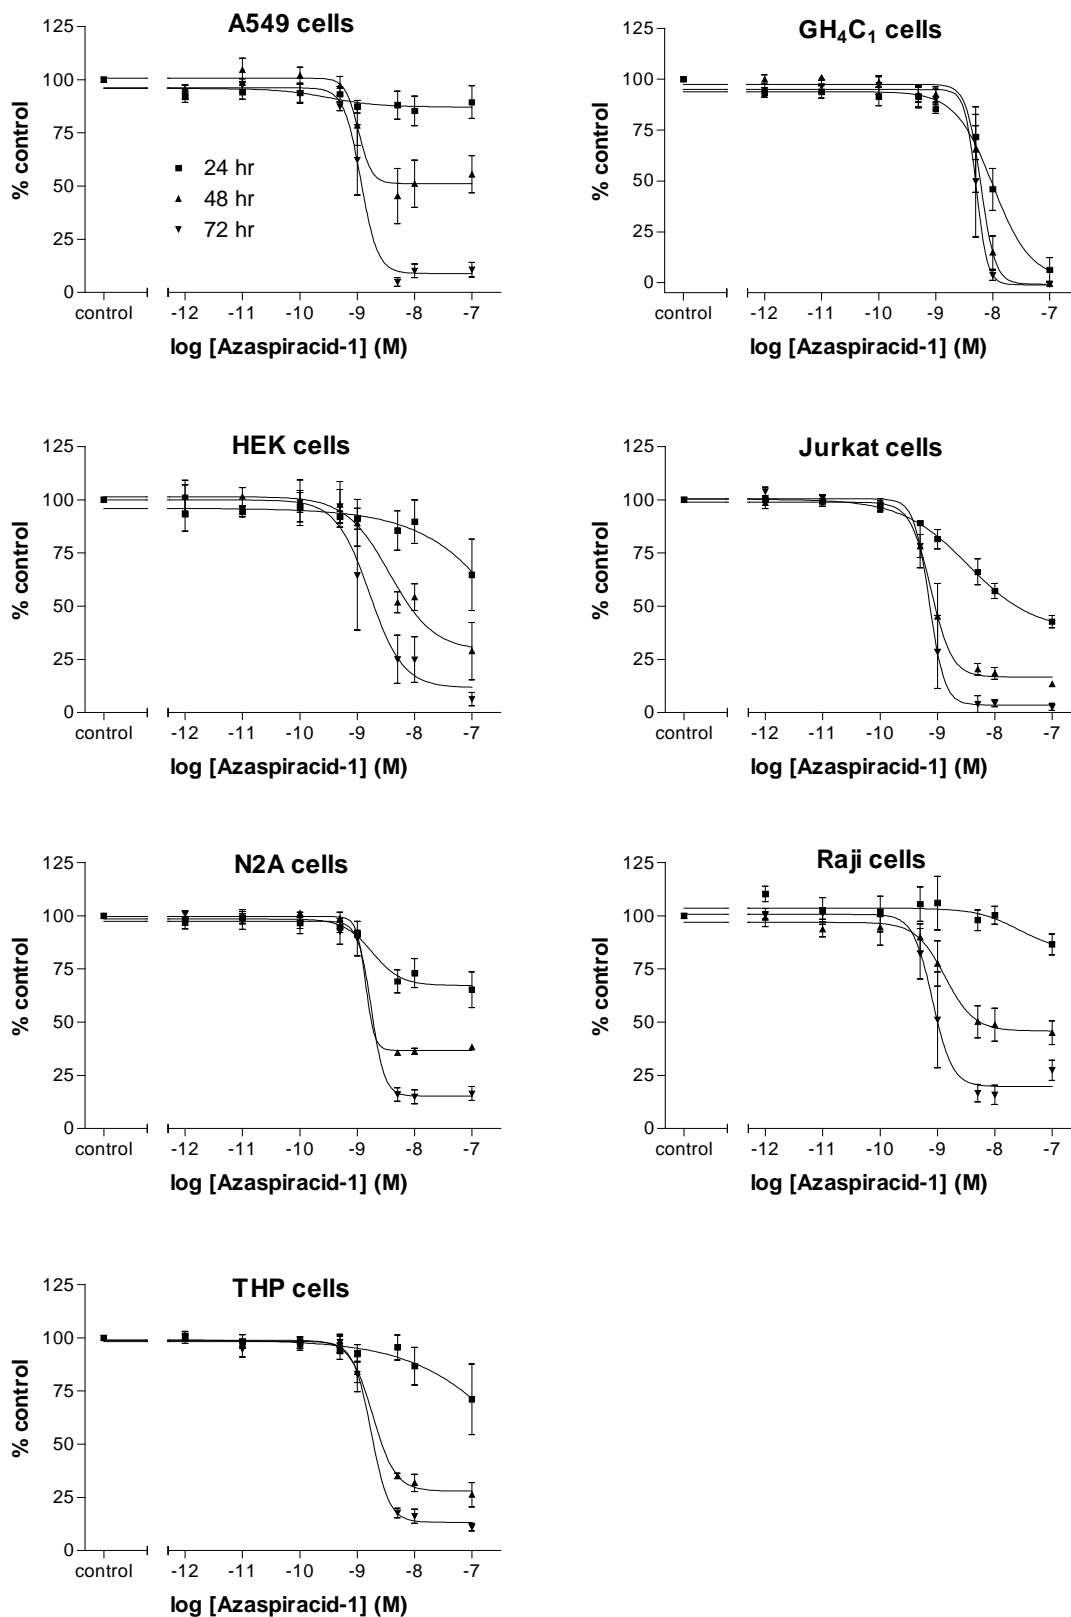 A549 cells
125
100
75
50
25
0
% control
24 hr
48 hr
72 hr
control -12 -11 -10 -9 -8 -7
log [Azaspiracid-1] (M)
GH₄C₁ cells
125
100
75
50
25
0
% control
control -12 -11 -10 -9 -8 -7
log [Azaspiracid-1] (M)
HEK cells
125
100
75
50
25
0
% control
control -12 -11 -10 -9 -8 -7
log [Azaspiracid-1] (M)
Jurkat cells
125
100
75
50
25
0
% control
control -12 -11 -10 -9 -8 -7
log [Azaspiracid-1] (M)
N2A cells
125
100
75
50
25
0
% control
control -12 -11 -10 -9 -8 -7
log [Azaspiracid-1] (M)
Raji cells
125
100
75
50
25
0
% control
control -12 -11 -10 -9 -8 -7
log [Azaspiracid-1] (M)
THP cells
125
100
75
50
25
0
% control
control -12 -11 -10 -9 -8 -7
log [Azaspiracid-1] (M)